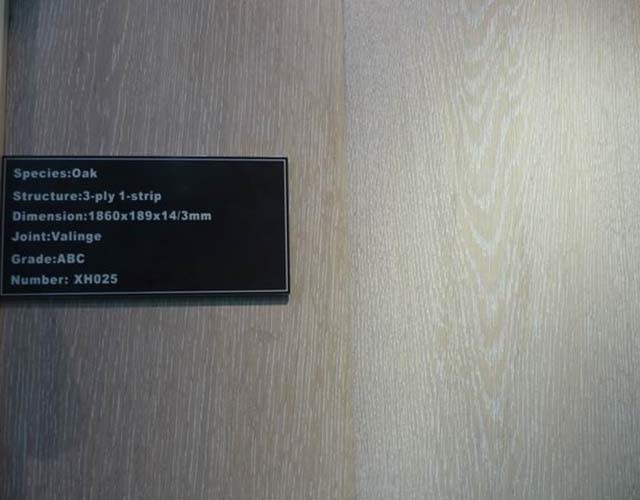 Species:Oak
Structure:3-ply 1-strip
Dimension:1860x189x14/3mm
Joint:Valinge
Grade:ABC
Number: XH025